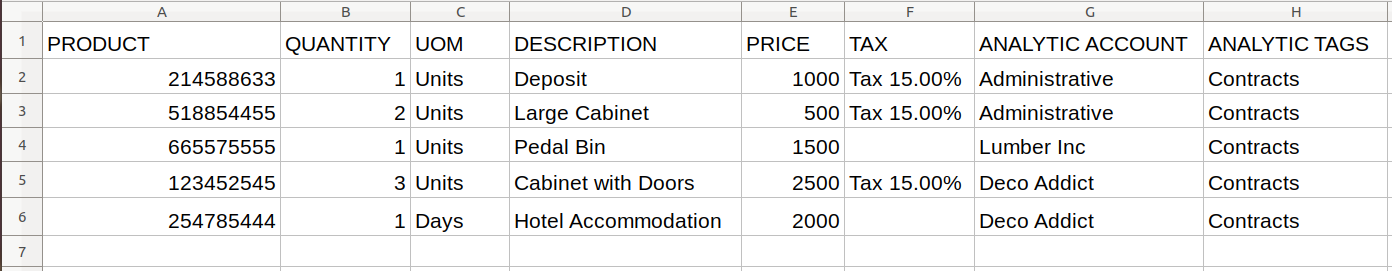 A B C D E F G H
1 PRODUCT QUANTITY UOM DESCRIPTION PRICE TAX ANALYTIC ACCOUNT ANALYTIC TAGS
2 214588633 1 Units Deposit 1000 Tax 15.00% Administrative Contracts
3 518854455 2 Units Large Cabinet 500 Tax 15.00% Administrative Contracts
4 665575555 1 Units Pedal Bin 1500 Lumber Inc Contracts
5 123452545 3 Units Cabinet with Doors 2500 Tax 15.00% Deco Addict Contracts
6 254785444 1 Days Hotel Accommodation 2000 Deco Addict Contracts
7